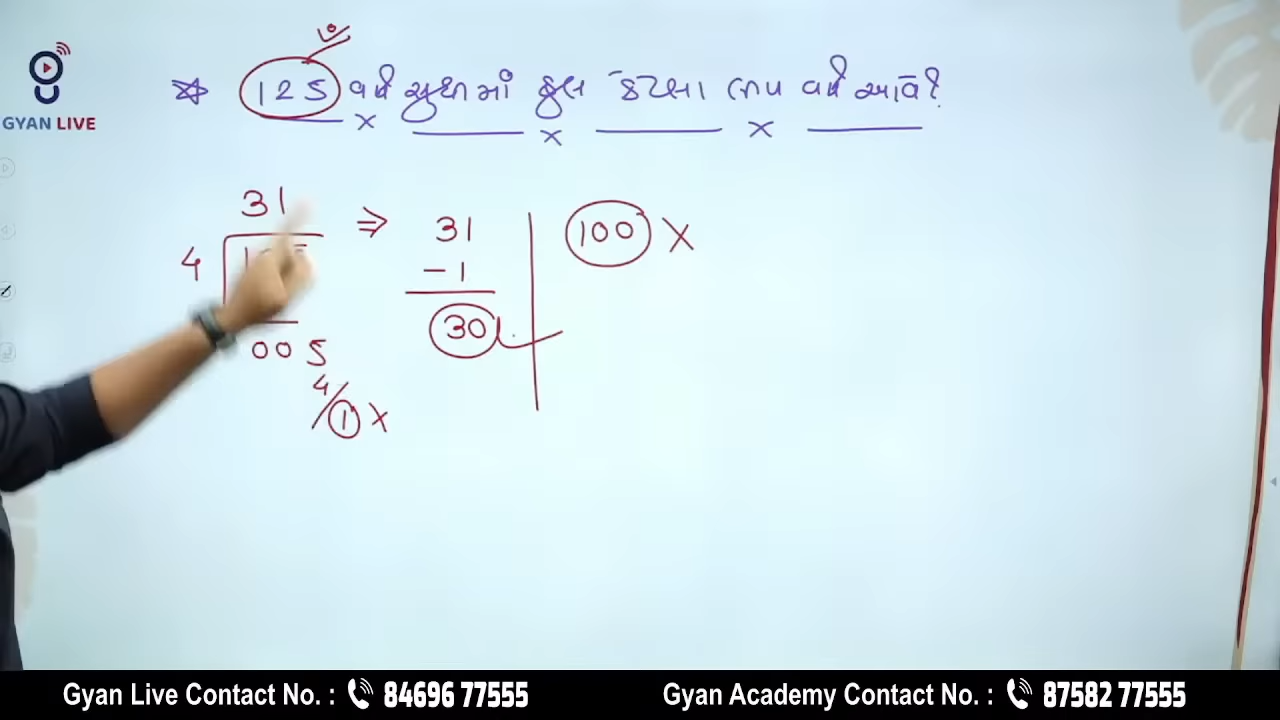 GYAN LIVE
* 125 વર્ષ સુધીમાં કુલ કેટલા લીપ વર્ષ આવે?
x x x
31 ⇒ 31 100 x
4
- 1
30
005
4
1 x
Gyan Live Contact No. : 84696 77555 Gyan Academy Contact No. : 87582 77555